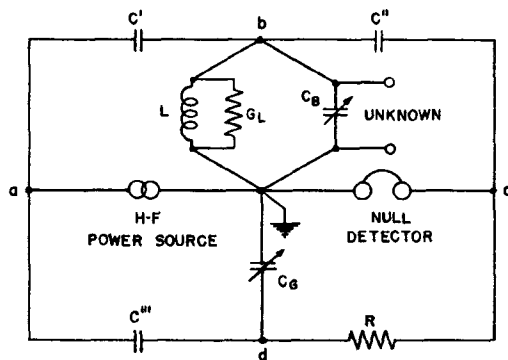 C' b C''
L GL CB UNKNOWN
a c
H-F
POWER SOURCE
NULL
DETECTOR
CG
C''' d R